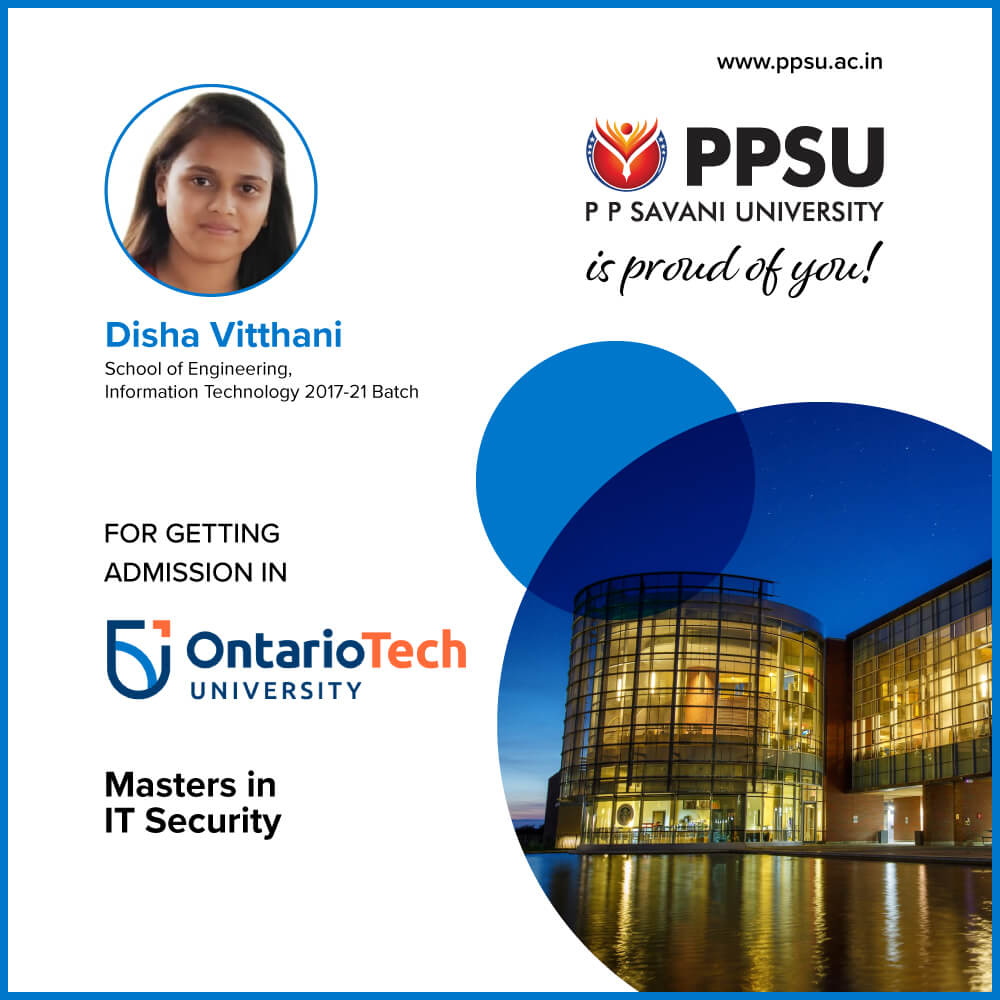 www.ppsu.ac.in
PPSU
P P SAVANI UNIVERSITY
is proud of you!
Disha Vitthani
School of Engineering,
Information Technology 2017-21 Batch
FOR GETTING
ADMISSION IN
OntarioTech
UNIVERSITY
Masters in
IT Security